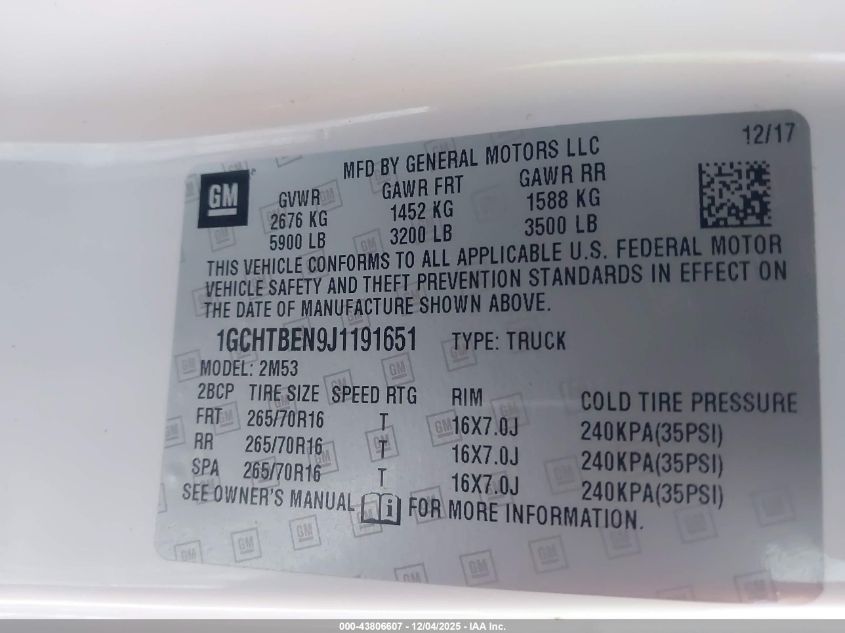 12/17
MFD BY GENERAL MOTORS LLC
GM
GVWR GAWR FRT GAWR RR
2676 KG 1452 KG 1588 KG
5900 LB 3200 LB 3500 LB
THIS VEHICLE CONFORMS TO ALL APPLICABLE U.S. FEDERAL MOTOR
VEHICLE SAFETY AND THEFT PREVENTION STANDARDS IN EFFECT ON
THE DATE OF MANUFACTURE SHOWN ABOVE.
1GCHTBEN9J1191651 TYPE: TRUCK
MODEL: 2M53
2BCP TIRE SIZE SPEED RTG RIM COLD TIRE PRESSURE
FRT 265/70R16 T 16X7.0J 240KPA(35PSI)
RR 265/70R16 T 16X7.0J 240KPA(35PSI)
SPA 265/70R16 T 16X7.0J 240KPA(35PSI)
SEE OWNER'S MANUAL i FOR MORE INFORMATION.
000-43806607 - 12/04/2025 - IAA Inc.